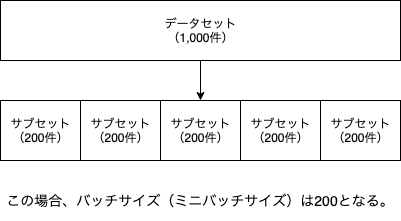 データセット
（1,000件）
サブセット
（200件）
サブセット
（200件）
サブセット
（200件）
サブセット
（200件）
サブセット
（200件）
この場合、バッチサイズ（ミニバッチサイズ）は200となる。